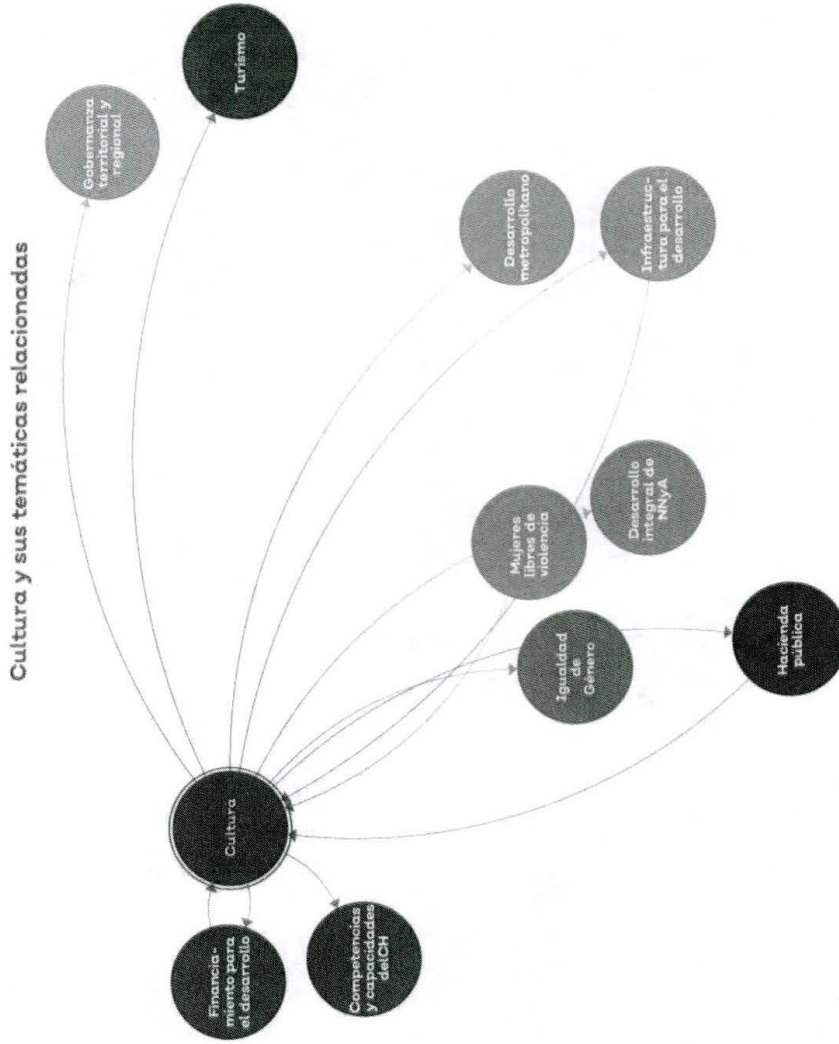 Cultura y sus temáticas relacionadas
Financia-
miento para
el desarrollo
Competencias
y capacidades
delCH
Cultura
Hacienda
pública
Igualdad
de
Género
Mujeres
libres de
violencia
Desarrollo
integral de
NNyA
Infraestruc-
tura para el
desarrollo
Desarrollo
metropolitano
Gobernanza
territorial y
regional
Turismo